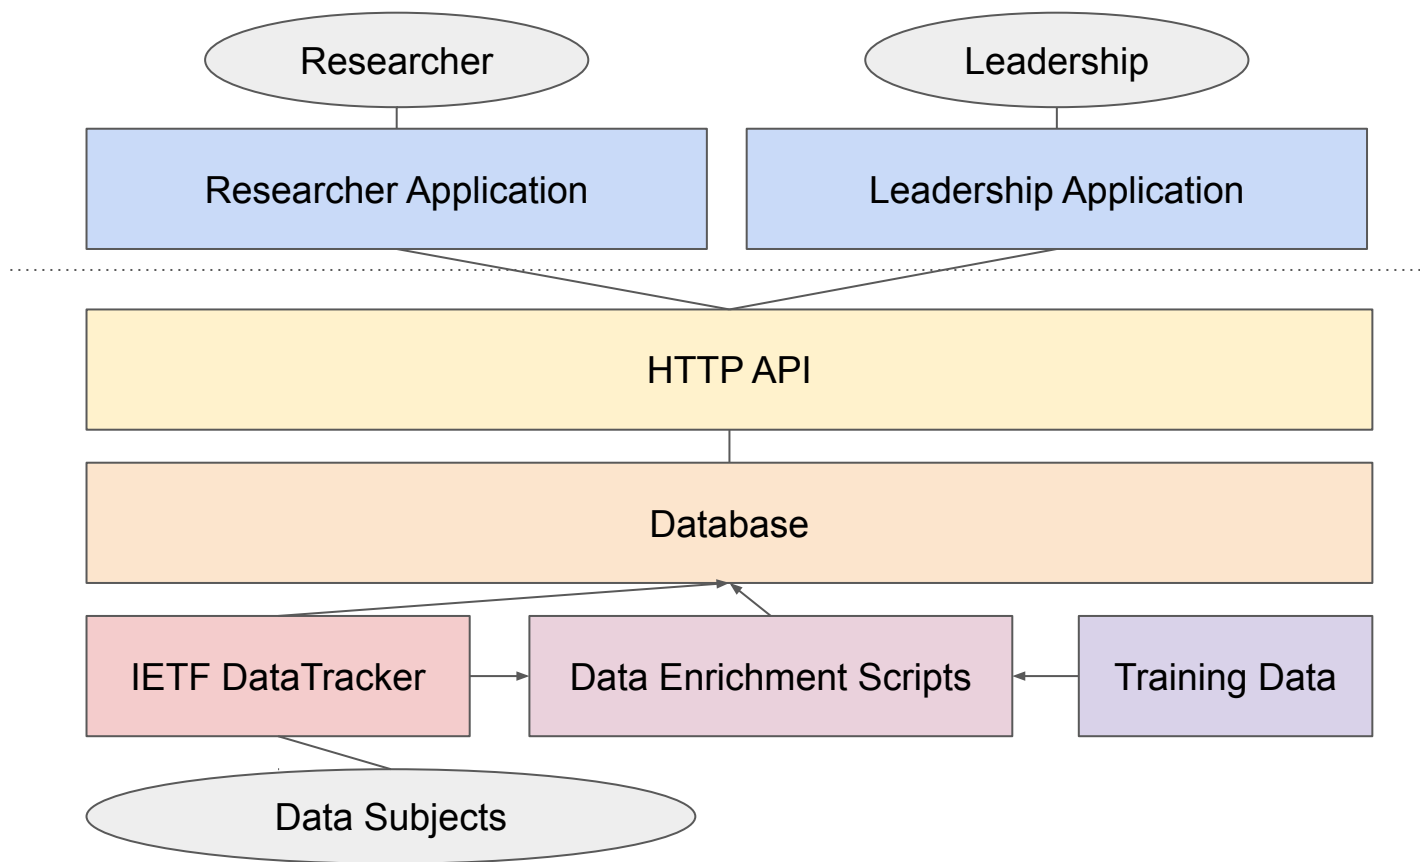 Researcher
Leadership
Researcher Application
Leadership Application
HTTP API
Database
IETF DataTracker
Data Enrichment Scripts
Training Data
Data Subjects